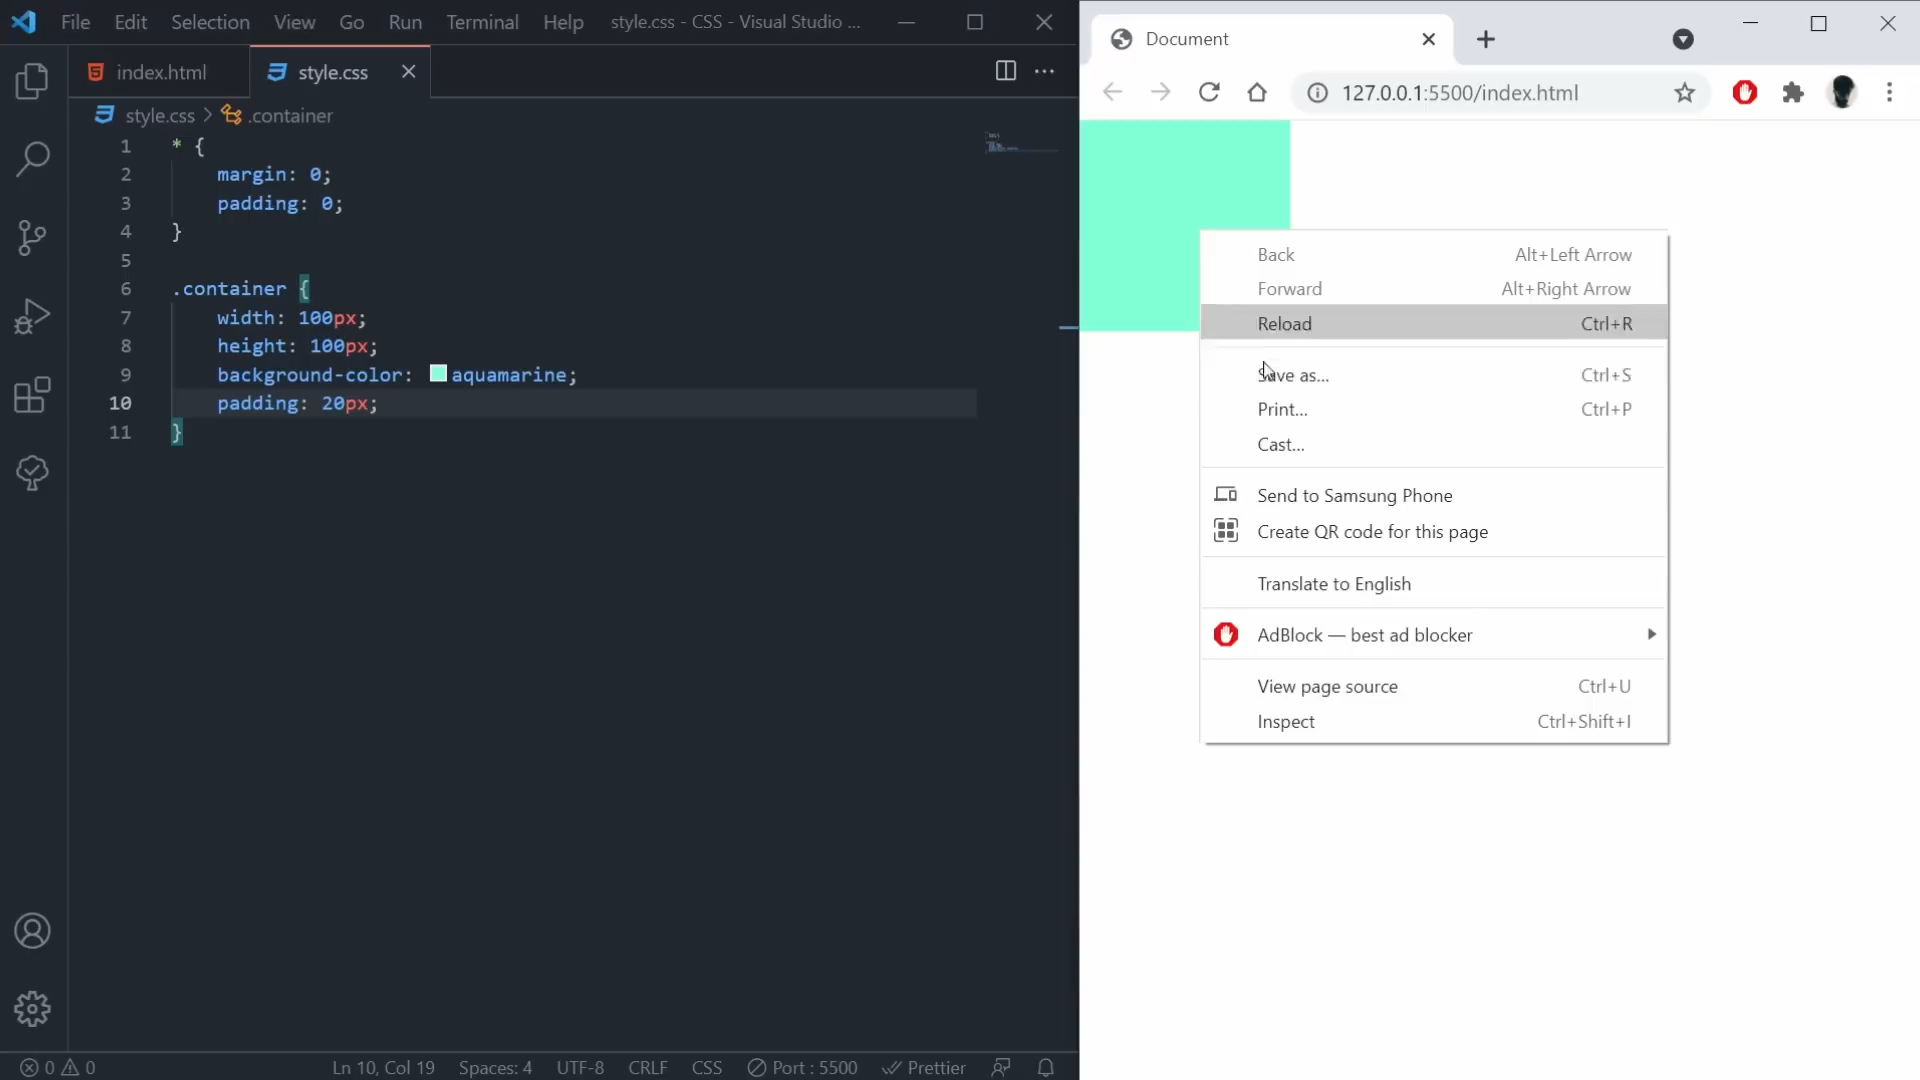 File Edit Selection View Go Run Terminal Help style.css - CSS - Visual Studio ...
index.html style.css
style.css > .container
1 * {
2 margin: 0;
3 padding: 0;
4 }
5
6 .container {
7 width: 100px;
8 height: 100px;
9 background-color: aquamarine;
10 padding: 20px;
11 }
0 0 Ln 10, Col 19 Spaces: 4 UTF-8 CRLF CSS Port : 5500 Prettier
Document
127.0.0.1:5500/index.html
Back Alt+Left Arrow
Forward Alt+Right Arrow
Reload Ctrl+R
Save as... Ctrl+S
Print... Ctrl+P
Cast...
Send to Samsung Phone
Create QR code for this page
Translate to English
AdBlock — best ad blocker
View page source Ctrl+U
Inspect Ctrl+Shift+I